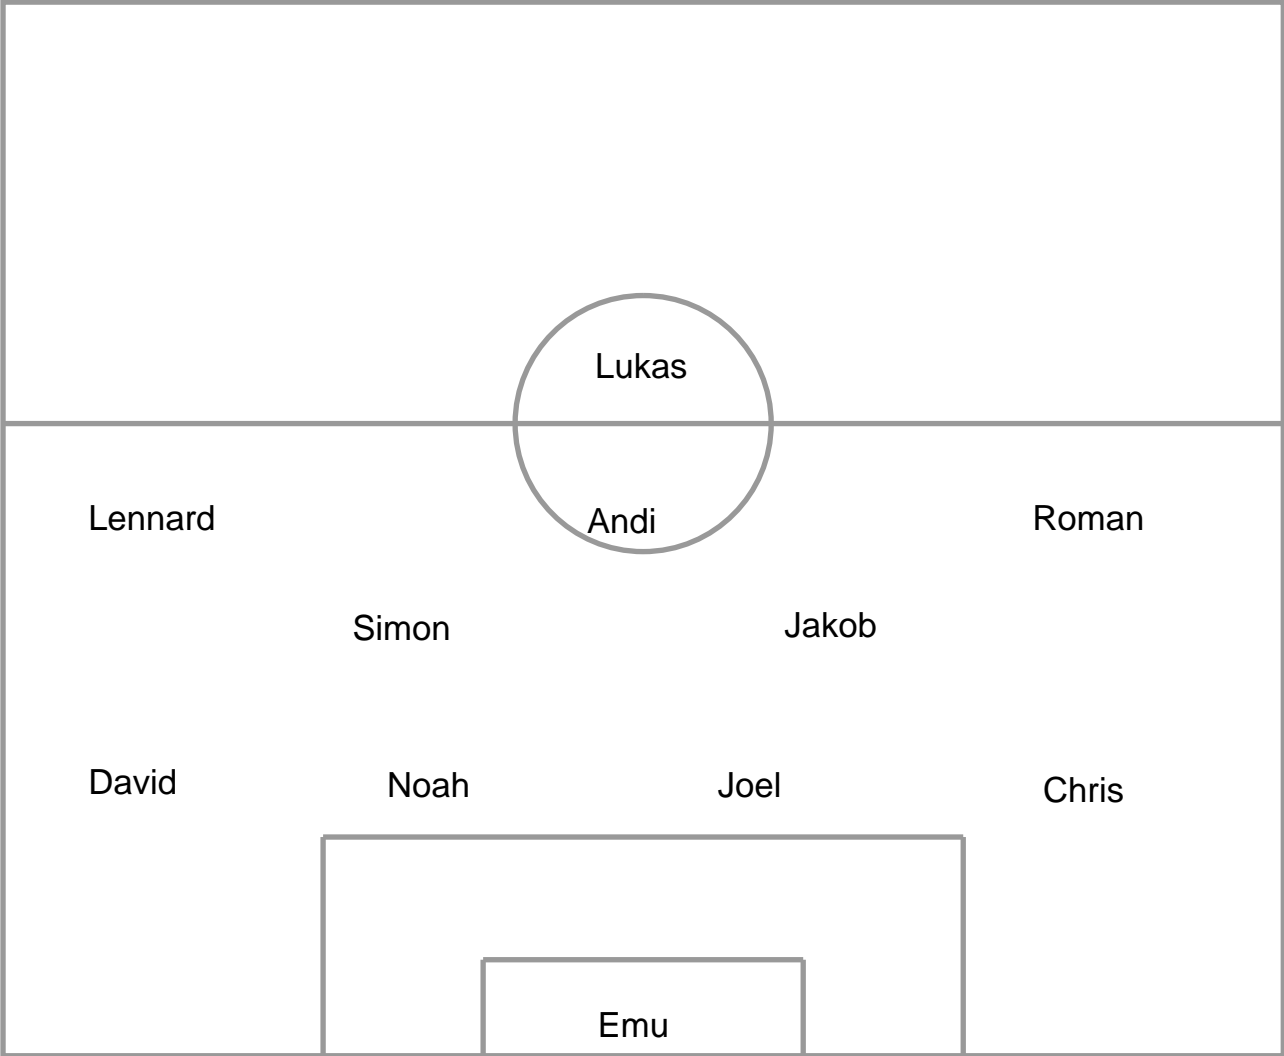 Lukas
Lennard Andi Roman
Simon Jakob
David Noah Joel Chris
Emu